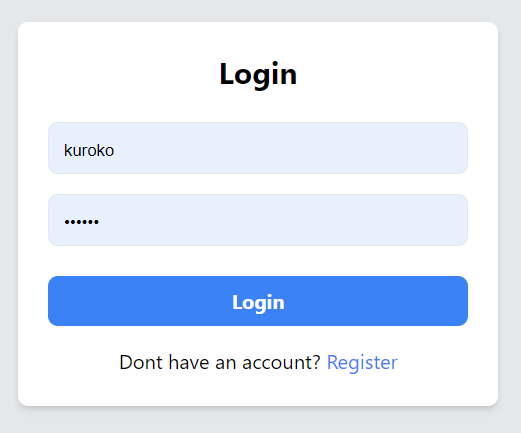 Login
kuroko
••••••
Login
Dont have an account? Register